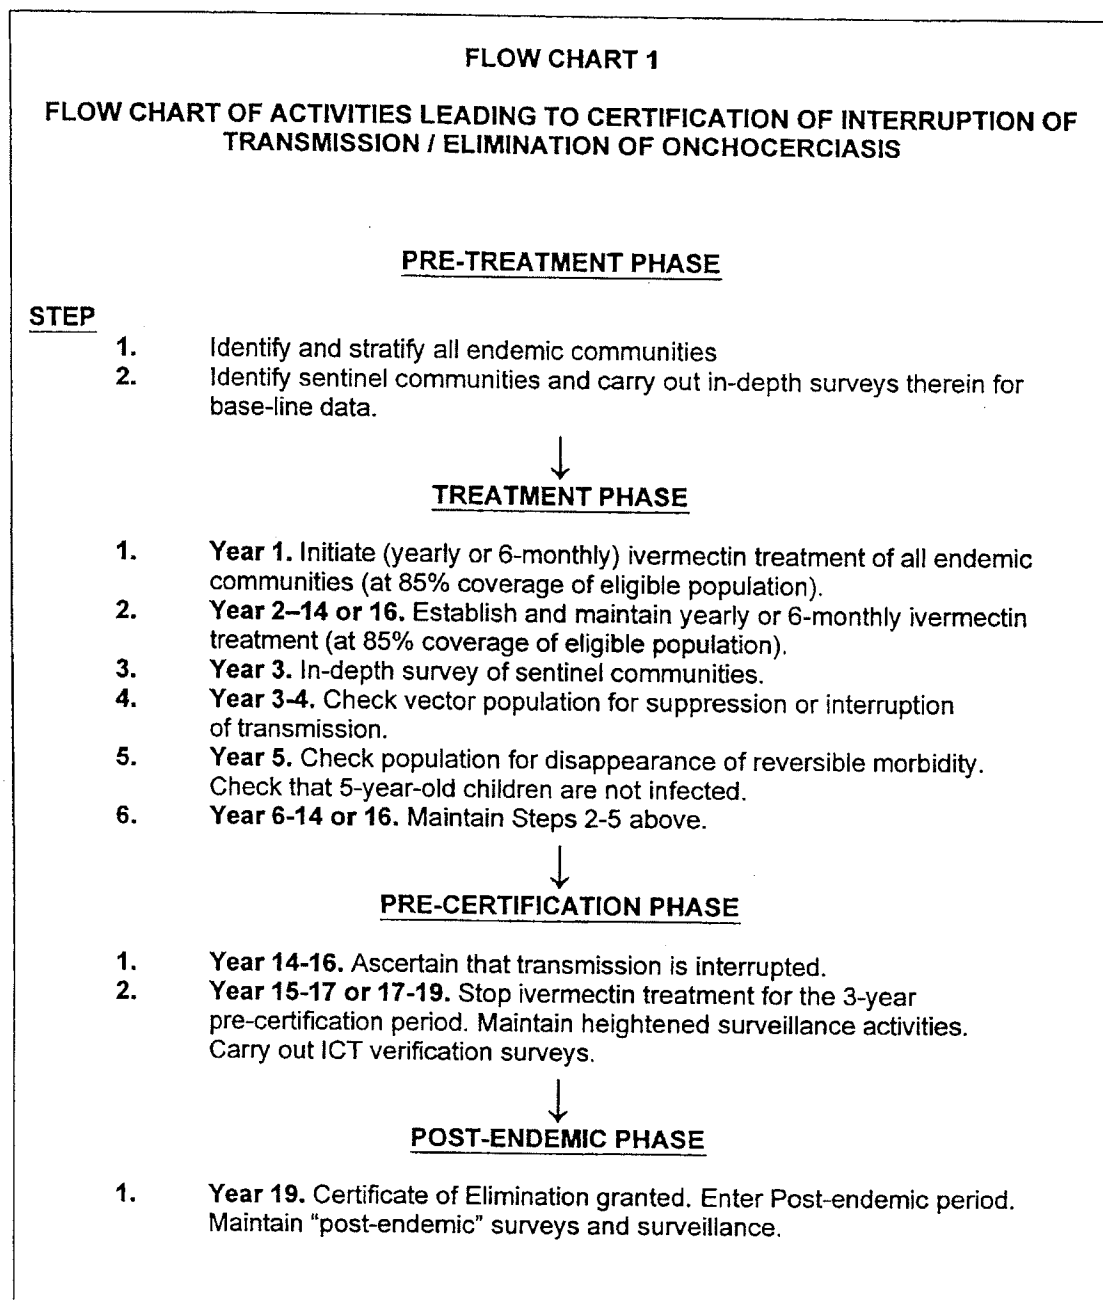 FLOW CHART 1
FLOW CHART OF ACTIVITIES LEADING TO CERTIFICATION OF INTERRUPTION OF
TRANSMISSION / ELIMINATION OF ONCHOCERCIASIS
PRE-TREATMENT PHASE
STEP
1. Identify and stratify all endemic communities
2. Identify sentinel communities and carry out in-depth surveys therein for
base-line data.
↓
TREATMENT PHASE
1. Year 1. Initiate (yearly or 6-monthly) ivermectin treatment of all endemic
communities (at 85% coverage of eligible population).
2. Year 2–14 or 16. Establish and maintain yearly or 6-monthly ivermectin
treatment (at 85% coverage of eligible population).
3. Year 3. In-depth survey of sentinel communities.
4. Year 3-4. Check vector population for suppression or interruption
of transmission.
5. Year 5. Check population for disappearance of reversible morbidity.
Check that 5-year-old children are not infected.
6. Year 6-14 or 16. Maintain Steps 2-5 above.
↓
PRE-CERTIFICATION PHASE
1. Year 14-16. Ascertain that transmission is interrupted.
2. Year 15-17 or 17-19. Stop ivermectin treatment for the 3-year
pre-certification period. Maintain heightened surveillance activities.
Carry out ICT verification surveys.
↓
POST-ENDEMIC PHASE
1. Year 19. Certificate of Elimination granted. Enter Post-endemic period.
Maintain "post-endemic" surveys and surveillance.